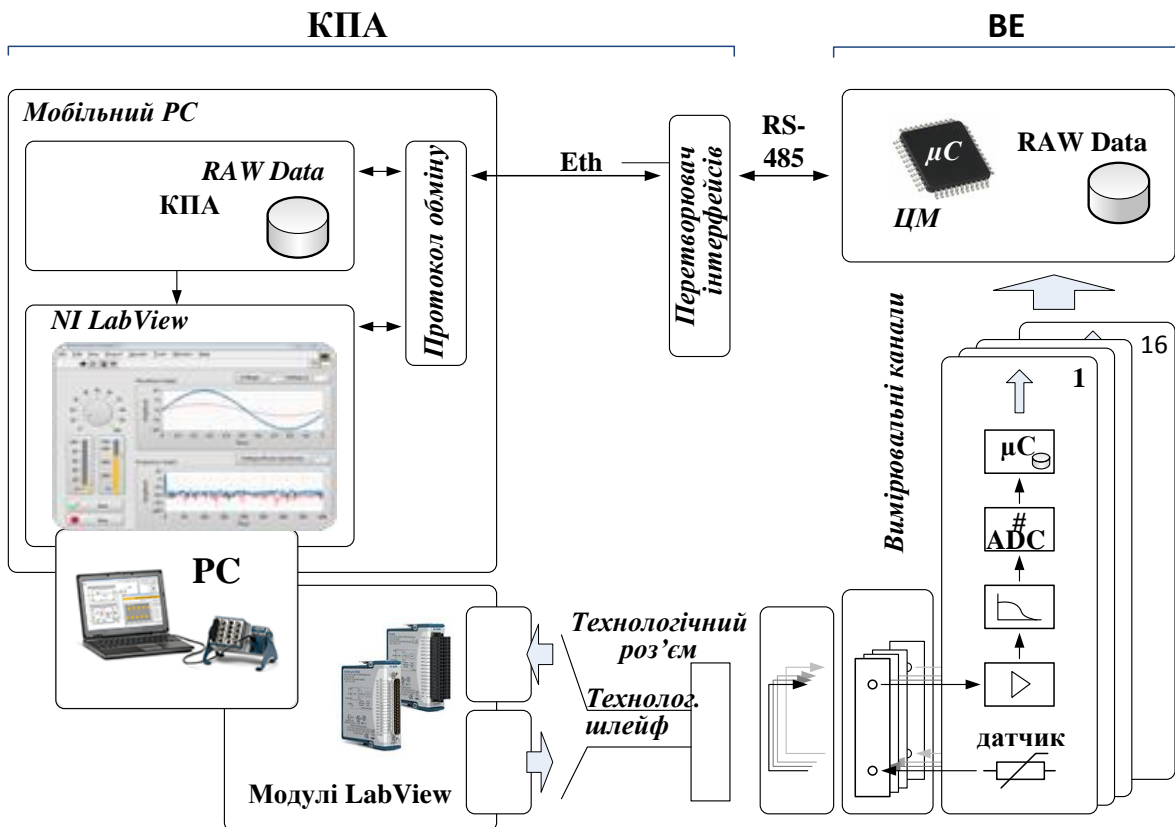 КПА
ВЕ
Мобільний PC
RAW Data
КПА
Протокол обміну
Eth
Перетворювач
інтерфейсів
RS-
485
µC
ЦМ
RAW Data
NI LabView
Вимірювальні канали
16
1
µC
#
ADC
PC
Технологічний
роз’єм
Технолог.
шлейф
датчик
Модулі LabView